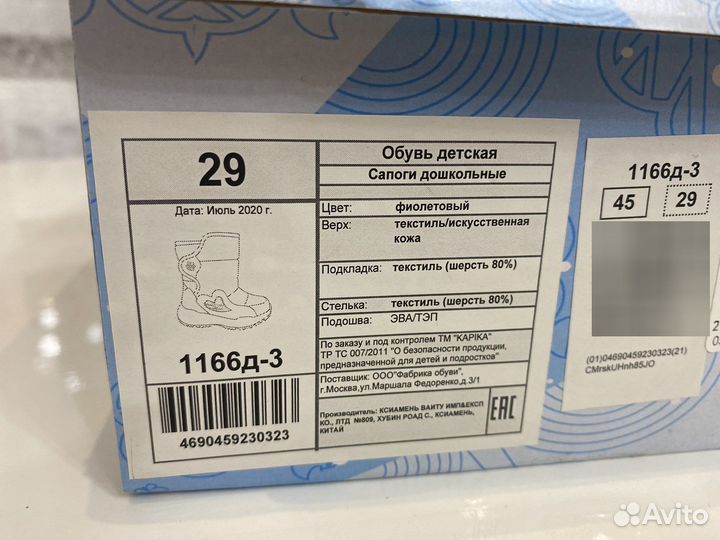 29
Дата: Июль 2020 г.
1166д-3
4690459230323
Обувь детская
Сапоги дошкольные
Цвет: фиолетовый
Верх: текстиль/искусственная
кожа
Подкладка: текстиль (шерсть 80%)
Стелька: текстиль (шерсть 80%)
Подошва: ЭВА/ТЭП
По заказу и под контролем ТМ "KAPIKA"
ТР ТС 007/2011 "О безопасности продукции,
предназначенной для детей и подростков"
Поставщик: ООО"Фабрика обуви",
г.Москва,ул.Маршала Федоренко,д.3/1
Производитель: КСИАМЕНЬ ВАИТУ ИМП&ЕКСП
КО., ЛТД №809, ХУБИН РОАД С., КСИАМЕНЬ,
КИТАЙ
EAC
1166д-3
45 29
(01)04690459230323(21)
CMrskUHnh85JO
Avito